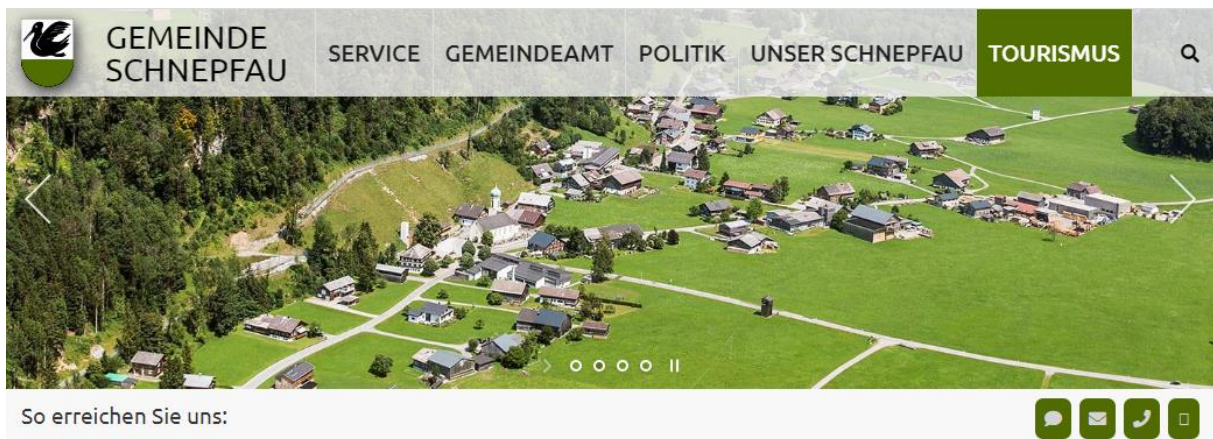 GEMEINDE
SCHNEPFAU
SERVICE GEMEINDEAMT POLITIK UNSER SCHNEPFAU TOURISMUS
So erreichen Sie uns: